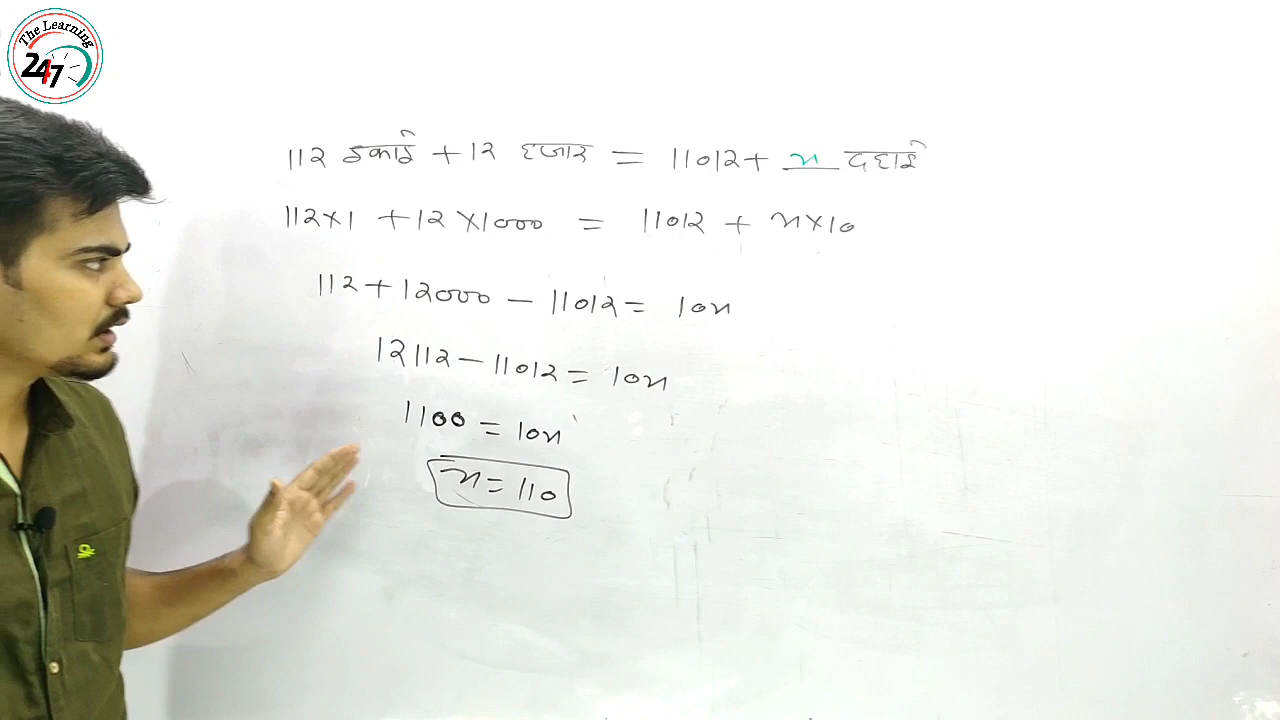 The Learning
247
112 इकाई + 12 हजार = 11012 + x दहाई
112×1 + 12×1000 = 11012 + x×10
112 + 12000 - 11012 = 10x
12112 - 11012 = 10x
1100 = 10x
x = 110